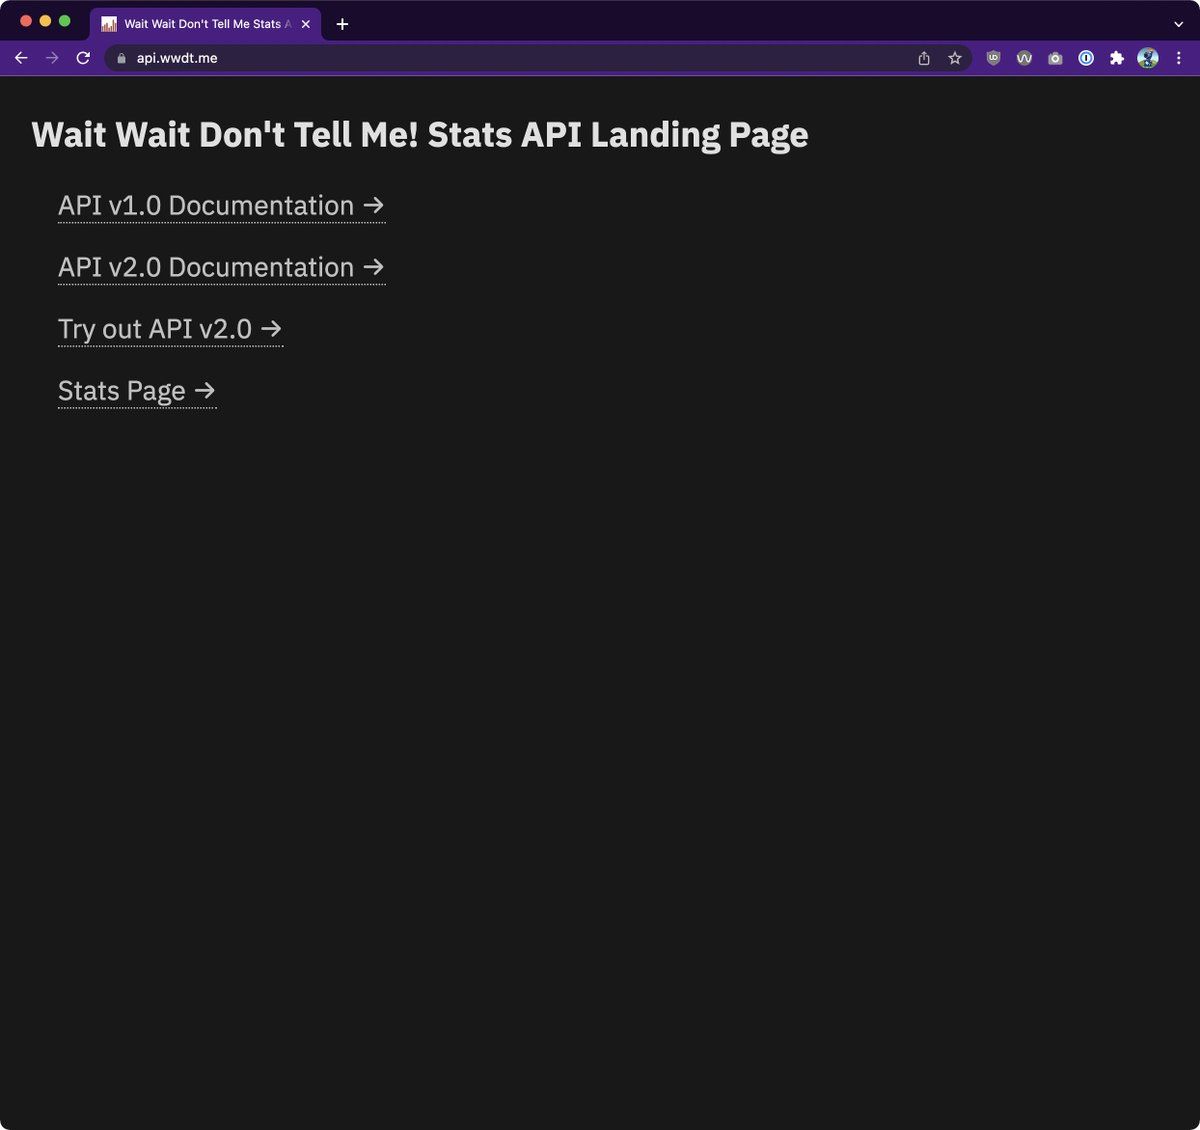 Wait Wait Don't Tell Me Stats A
api.wwdt.me
Wait Wait Don't Tell Me! Stats API Landing Page
API v1.0 Documentation →
API v2.0 Documentation →
Try out API v2.0 →
Stats Page →